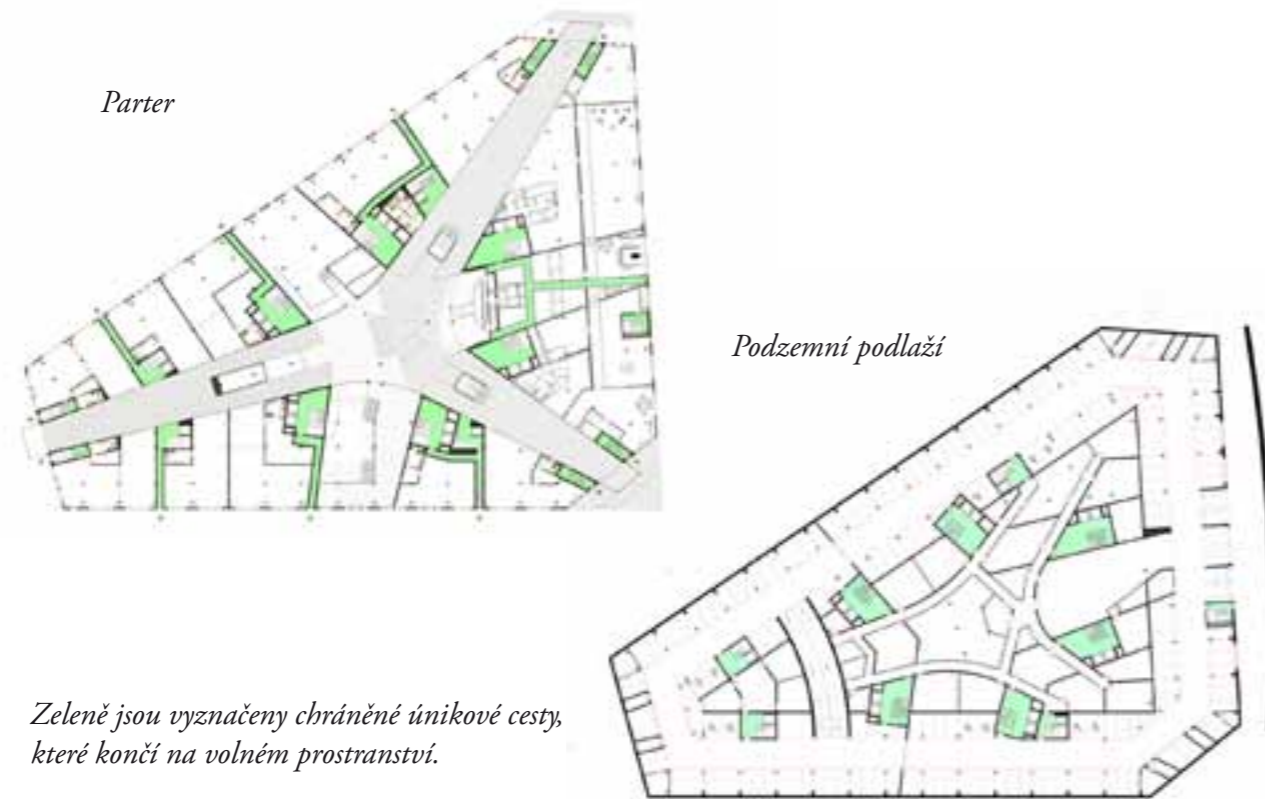 Parter
Podzemní podlaží
Zeleně jsou vyznačeny chráněné únikové cesty,
které končí na volném prostranství.